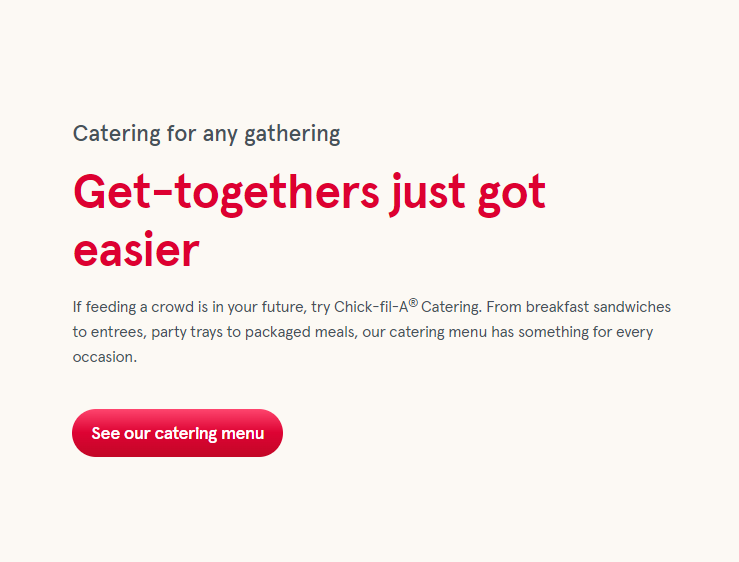 Catering for any gathering
Get-togethers just got
easier
If feeding a crowd is in your future, try Chick-fil-A® Catering. From breakfast sandwiches
to entrees, party trays to packaged meals, our catering menu has something for every
occasion.
See our catering menu